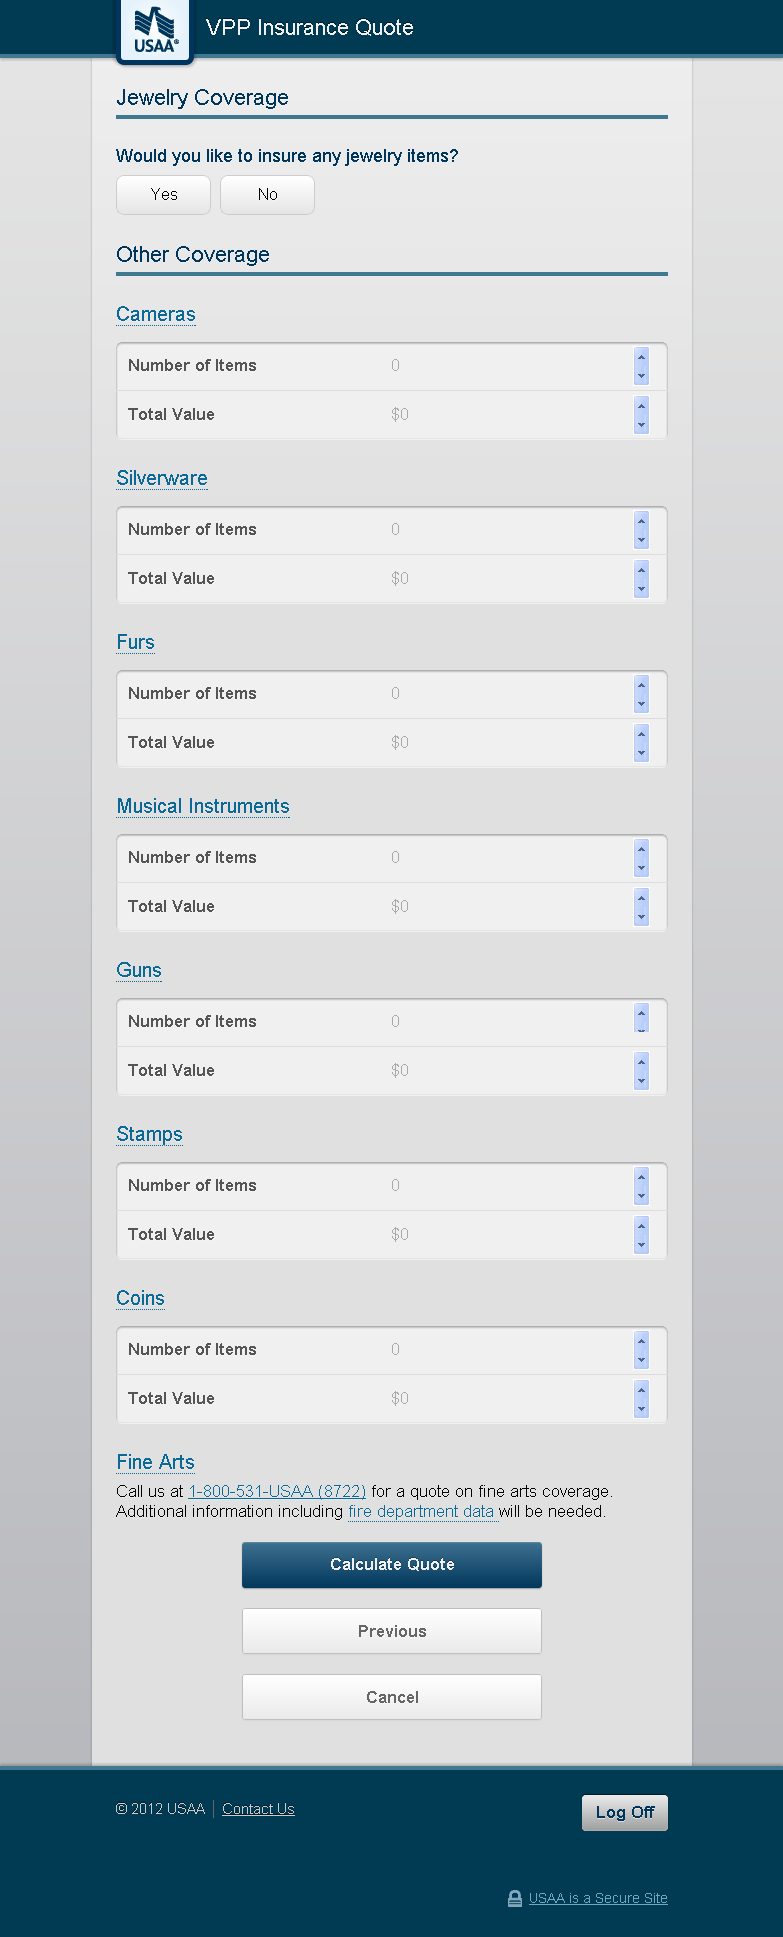 USAA®
VPP Insurance Quote
Jewelry Coverage
Would you like to insure any jewelry items?
Yes No
Other Coverage
Cameras
Number of Items 0
Total Value $0
Silverware
Number of Items 0
Total Value $0
Furs
Number of Items 0
Total Value $0
Musical Instruments
Number of Items 0
Total Value $0
Guns
Number of Items 0
Total Value $0
Stamps
Number of Items 0
Total Value $0
Coins
Number of Items 0
Total Value $0
Fine Arts
Call us at 1-800-531-USAA (8722) for a quote on fine arts coverage.
Additional information including fire department data will be needed.
Calculate Quote
Previous
Cancel
© 2012 USAA Contact Us
Log Off
USAA is a Secure Site